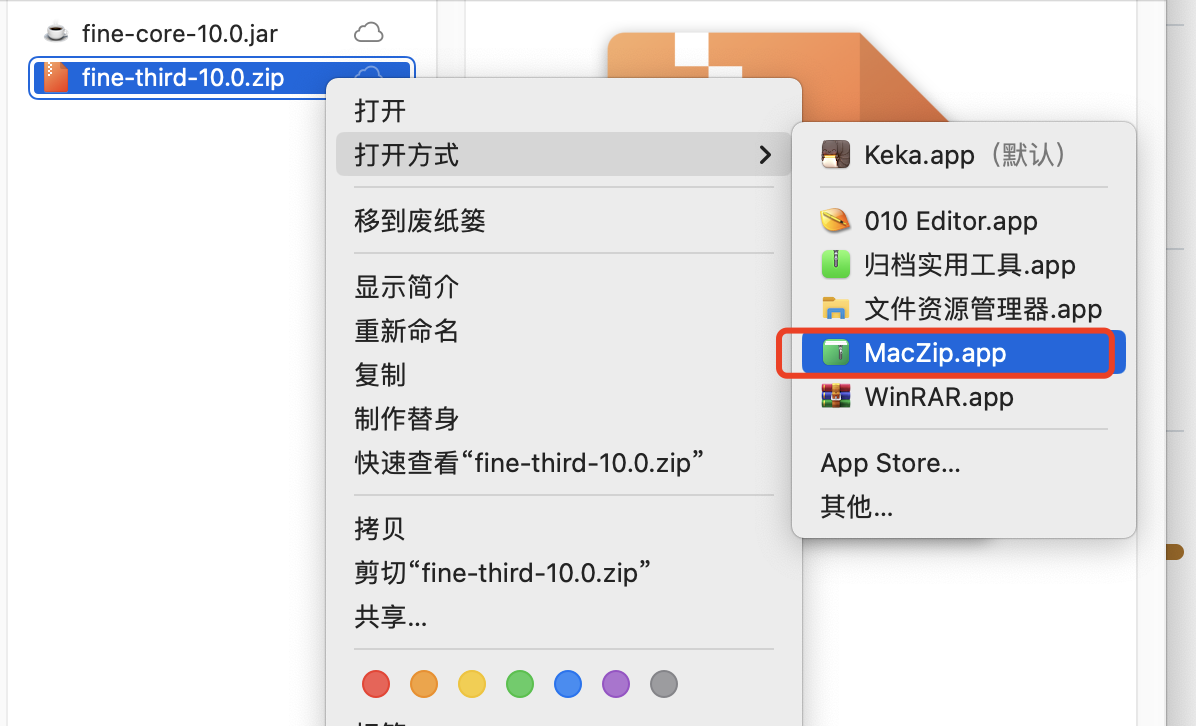 fine-core-10.0.jar
fine-third-10.0.zip
打开
打开方式
移到废纸篓
显示简介
重新命名
复制
制作替身
快速查看“fine-third-10.0.zip”
拷贝
剪切“fine-third-10.0.zip”
共享...
Keka.app（默认）
010 Editor.app
归档实用工具.app
文件资源管理器.app
MacZip.app
WinRAR.app
App Store...
其他...